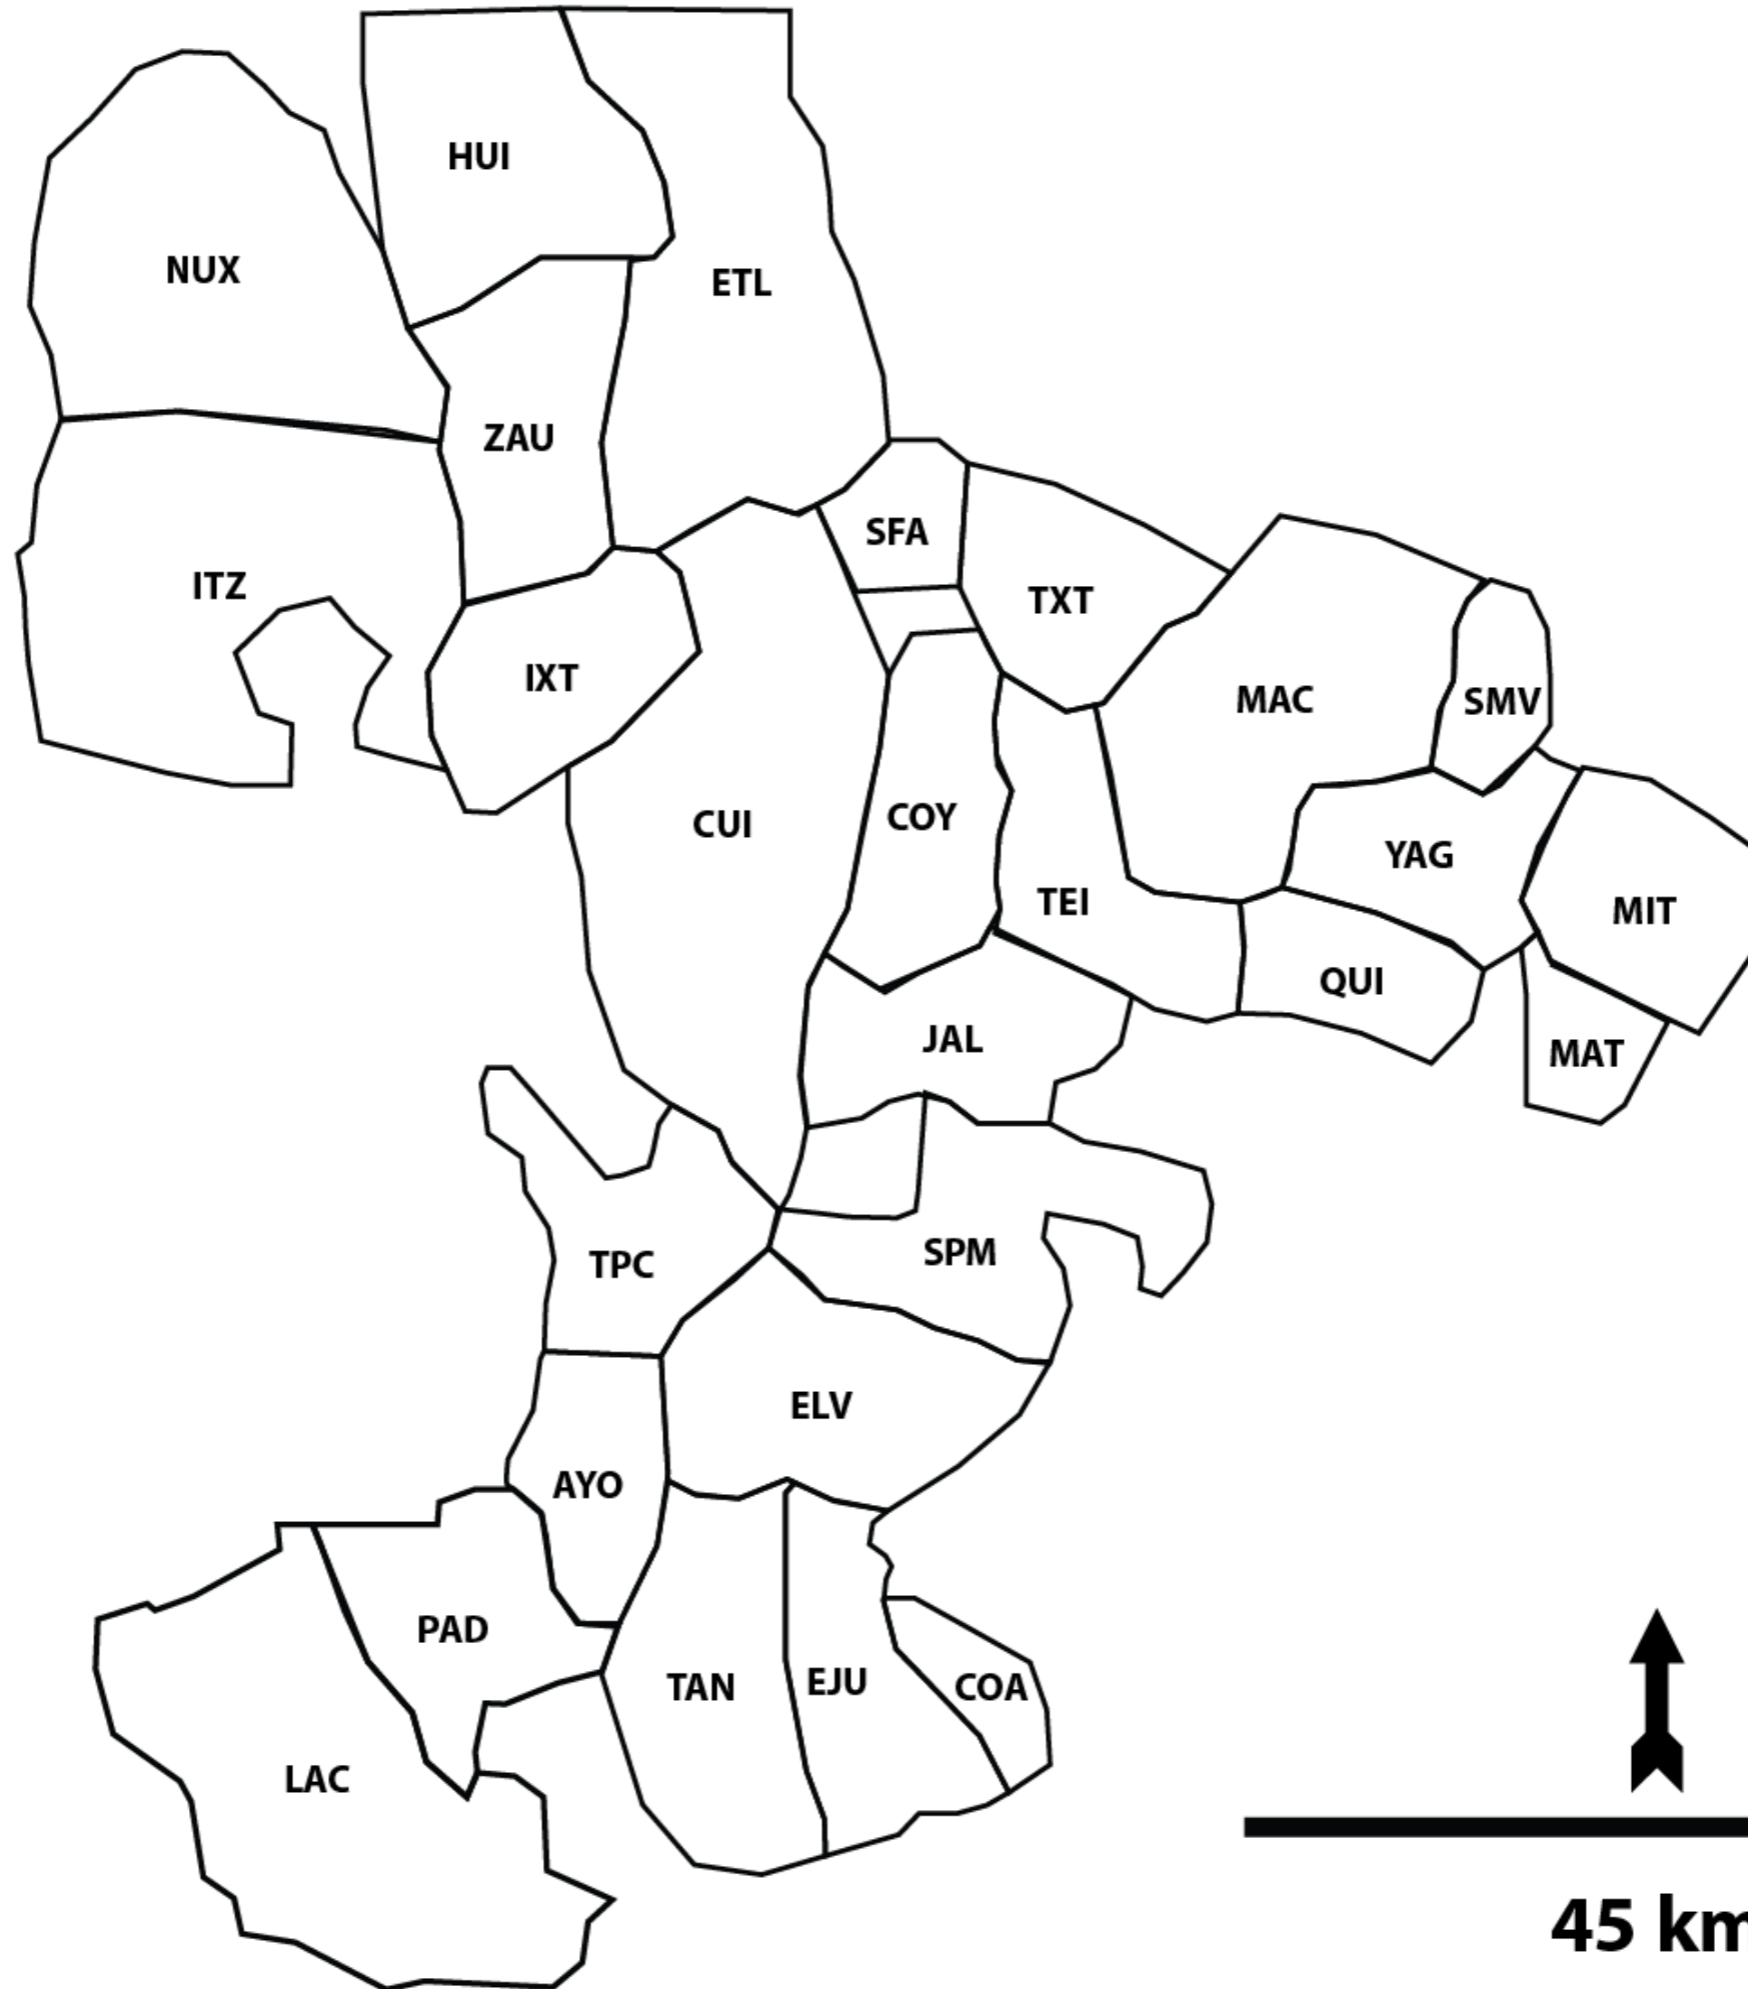 HUI
NUX
ETL
ZAU
SFA
ITZ
TXT
IXT
MAC
SMV
CUI
COY
YAG
TEI
MIT
QUI
JAL
MAT
SPM
TPC
ELV
AYO
PAD
EJU
TAN
COA
LAC
45 km